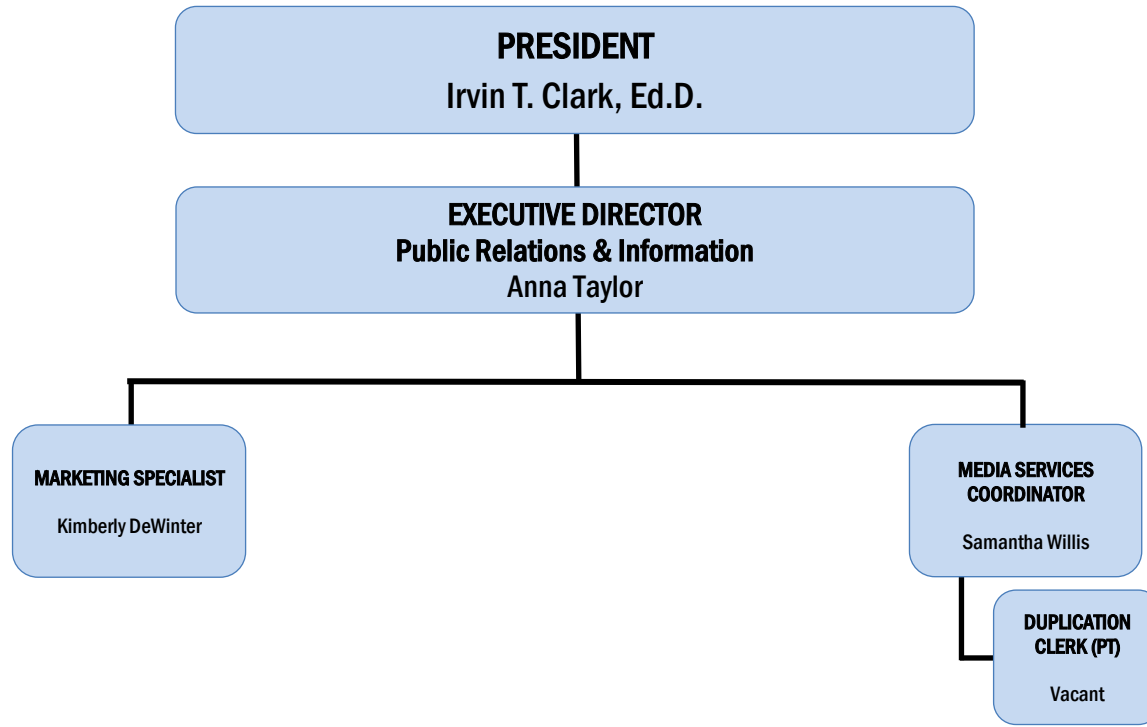 PRESIDENT
Irvin T. Clark, Ed.D.
EXECUTIVE DIRECTOR
Public Relations & Information
Anna Taylor
MARKETING SPECIALIST
Kimberly DeWinter
MEDIA SERVICES
COORDINATOR
Samantha Willis
DUPLICATION
CLERK (PT)
Vacant